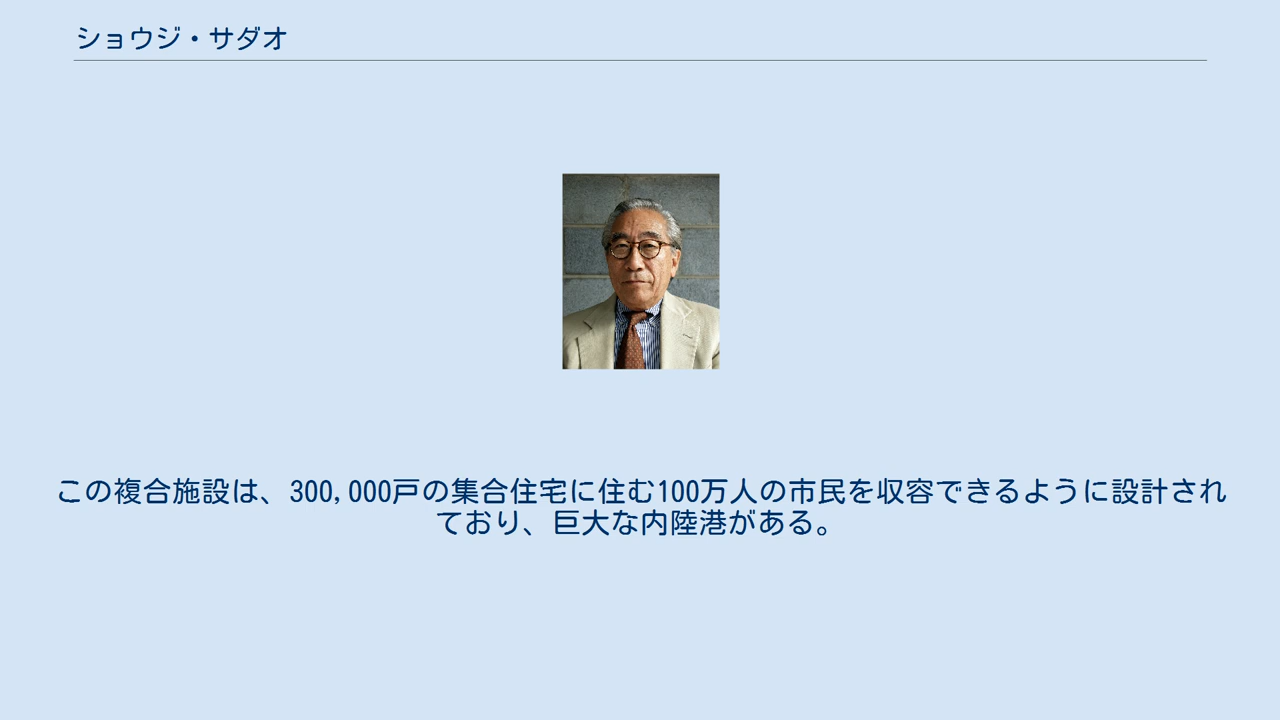 ショウジ・サダオ
この複合施設は、300,000戸の集合住宅に住む100万人の市民を収容できるように設計され
ており、巨大な内陸港がある。